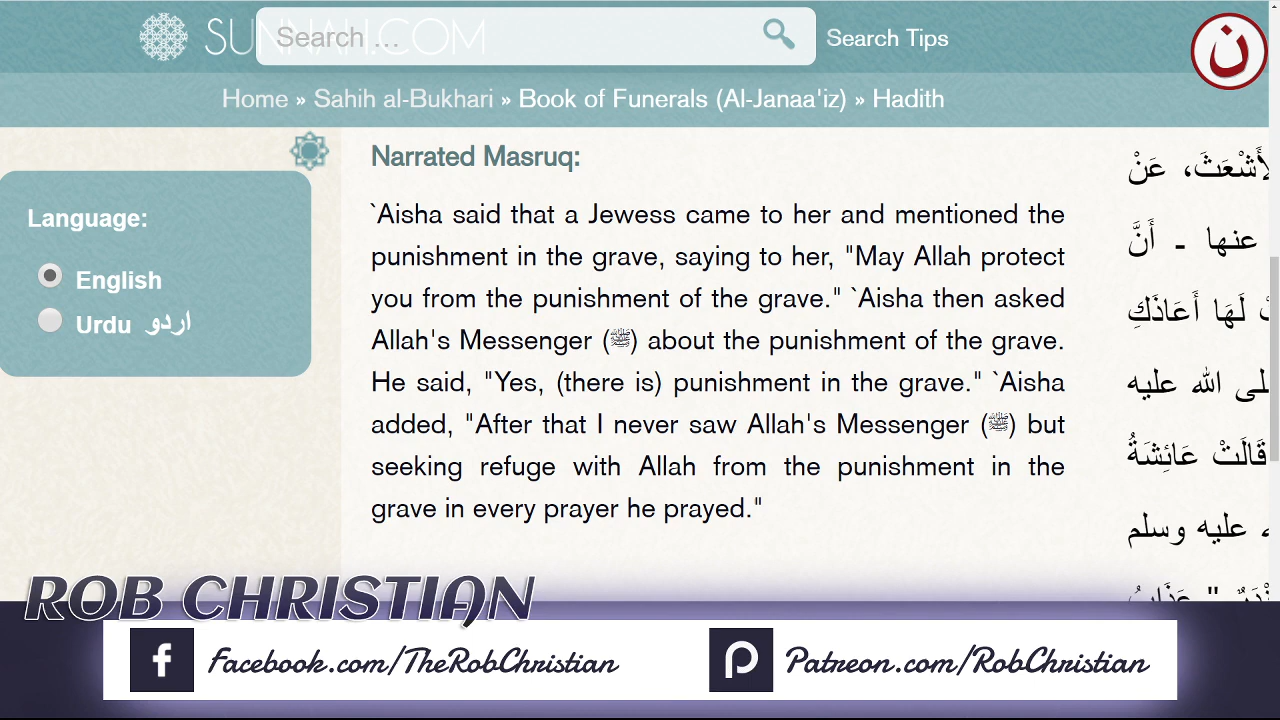 SUNNAH.COM
Search ...
Search Tips
ن
Home » Sahih al-Bukhari » Book of Funerals (Al-Janaa'iz) » Hadith
Language:
English
Urdu اردو
Narrated Masruq:
`Aisha said that a Jewess came to her and mentioned the
punishment in the grave, saying to her, "May Allah protect
you from the punishment of the grave." `Aisha then asked
Allah's Messenger (ﷺ) about the punishment of the grave.
He said, "Yes, (there is) punishment in the grave." `Aisha
added, "After that I never saw Allah's Messenger (ﷺ) but
seeking refuge with Allah from the punishment in the
grave in every prayer he prayed."
عَنْ
عنها ـ أَنَّ
لَهَا أَعَاذَكِ
الله عليه
قَالَتْ عَائِشَةُ
عليه وسلم
ROB CHRISTIAN
Facebook.com/TheRobChristian
Patreon.com/RobChristian